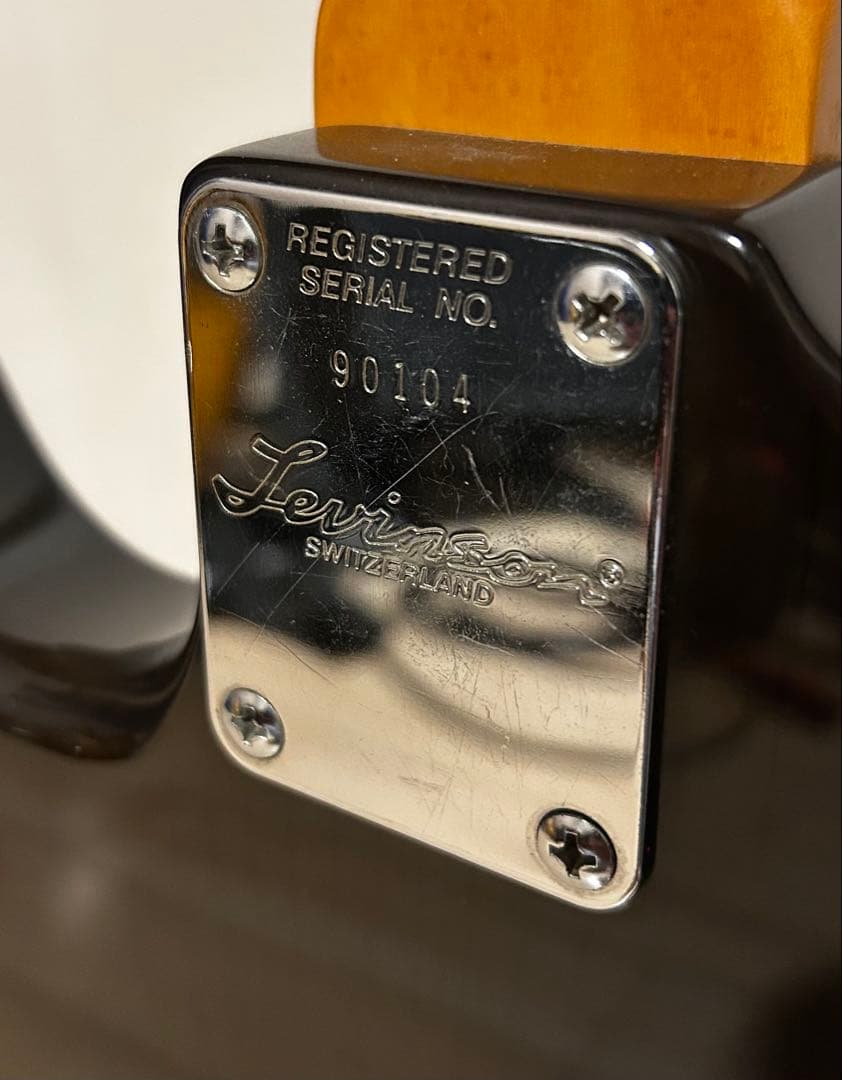 REGISTERED
SERIAL NO.
90104
Levinson®
SWITZERLAND